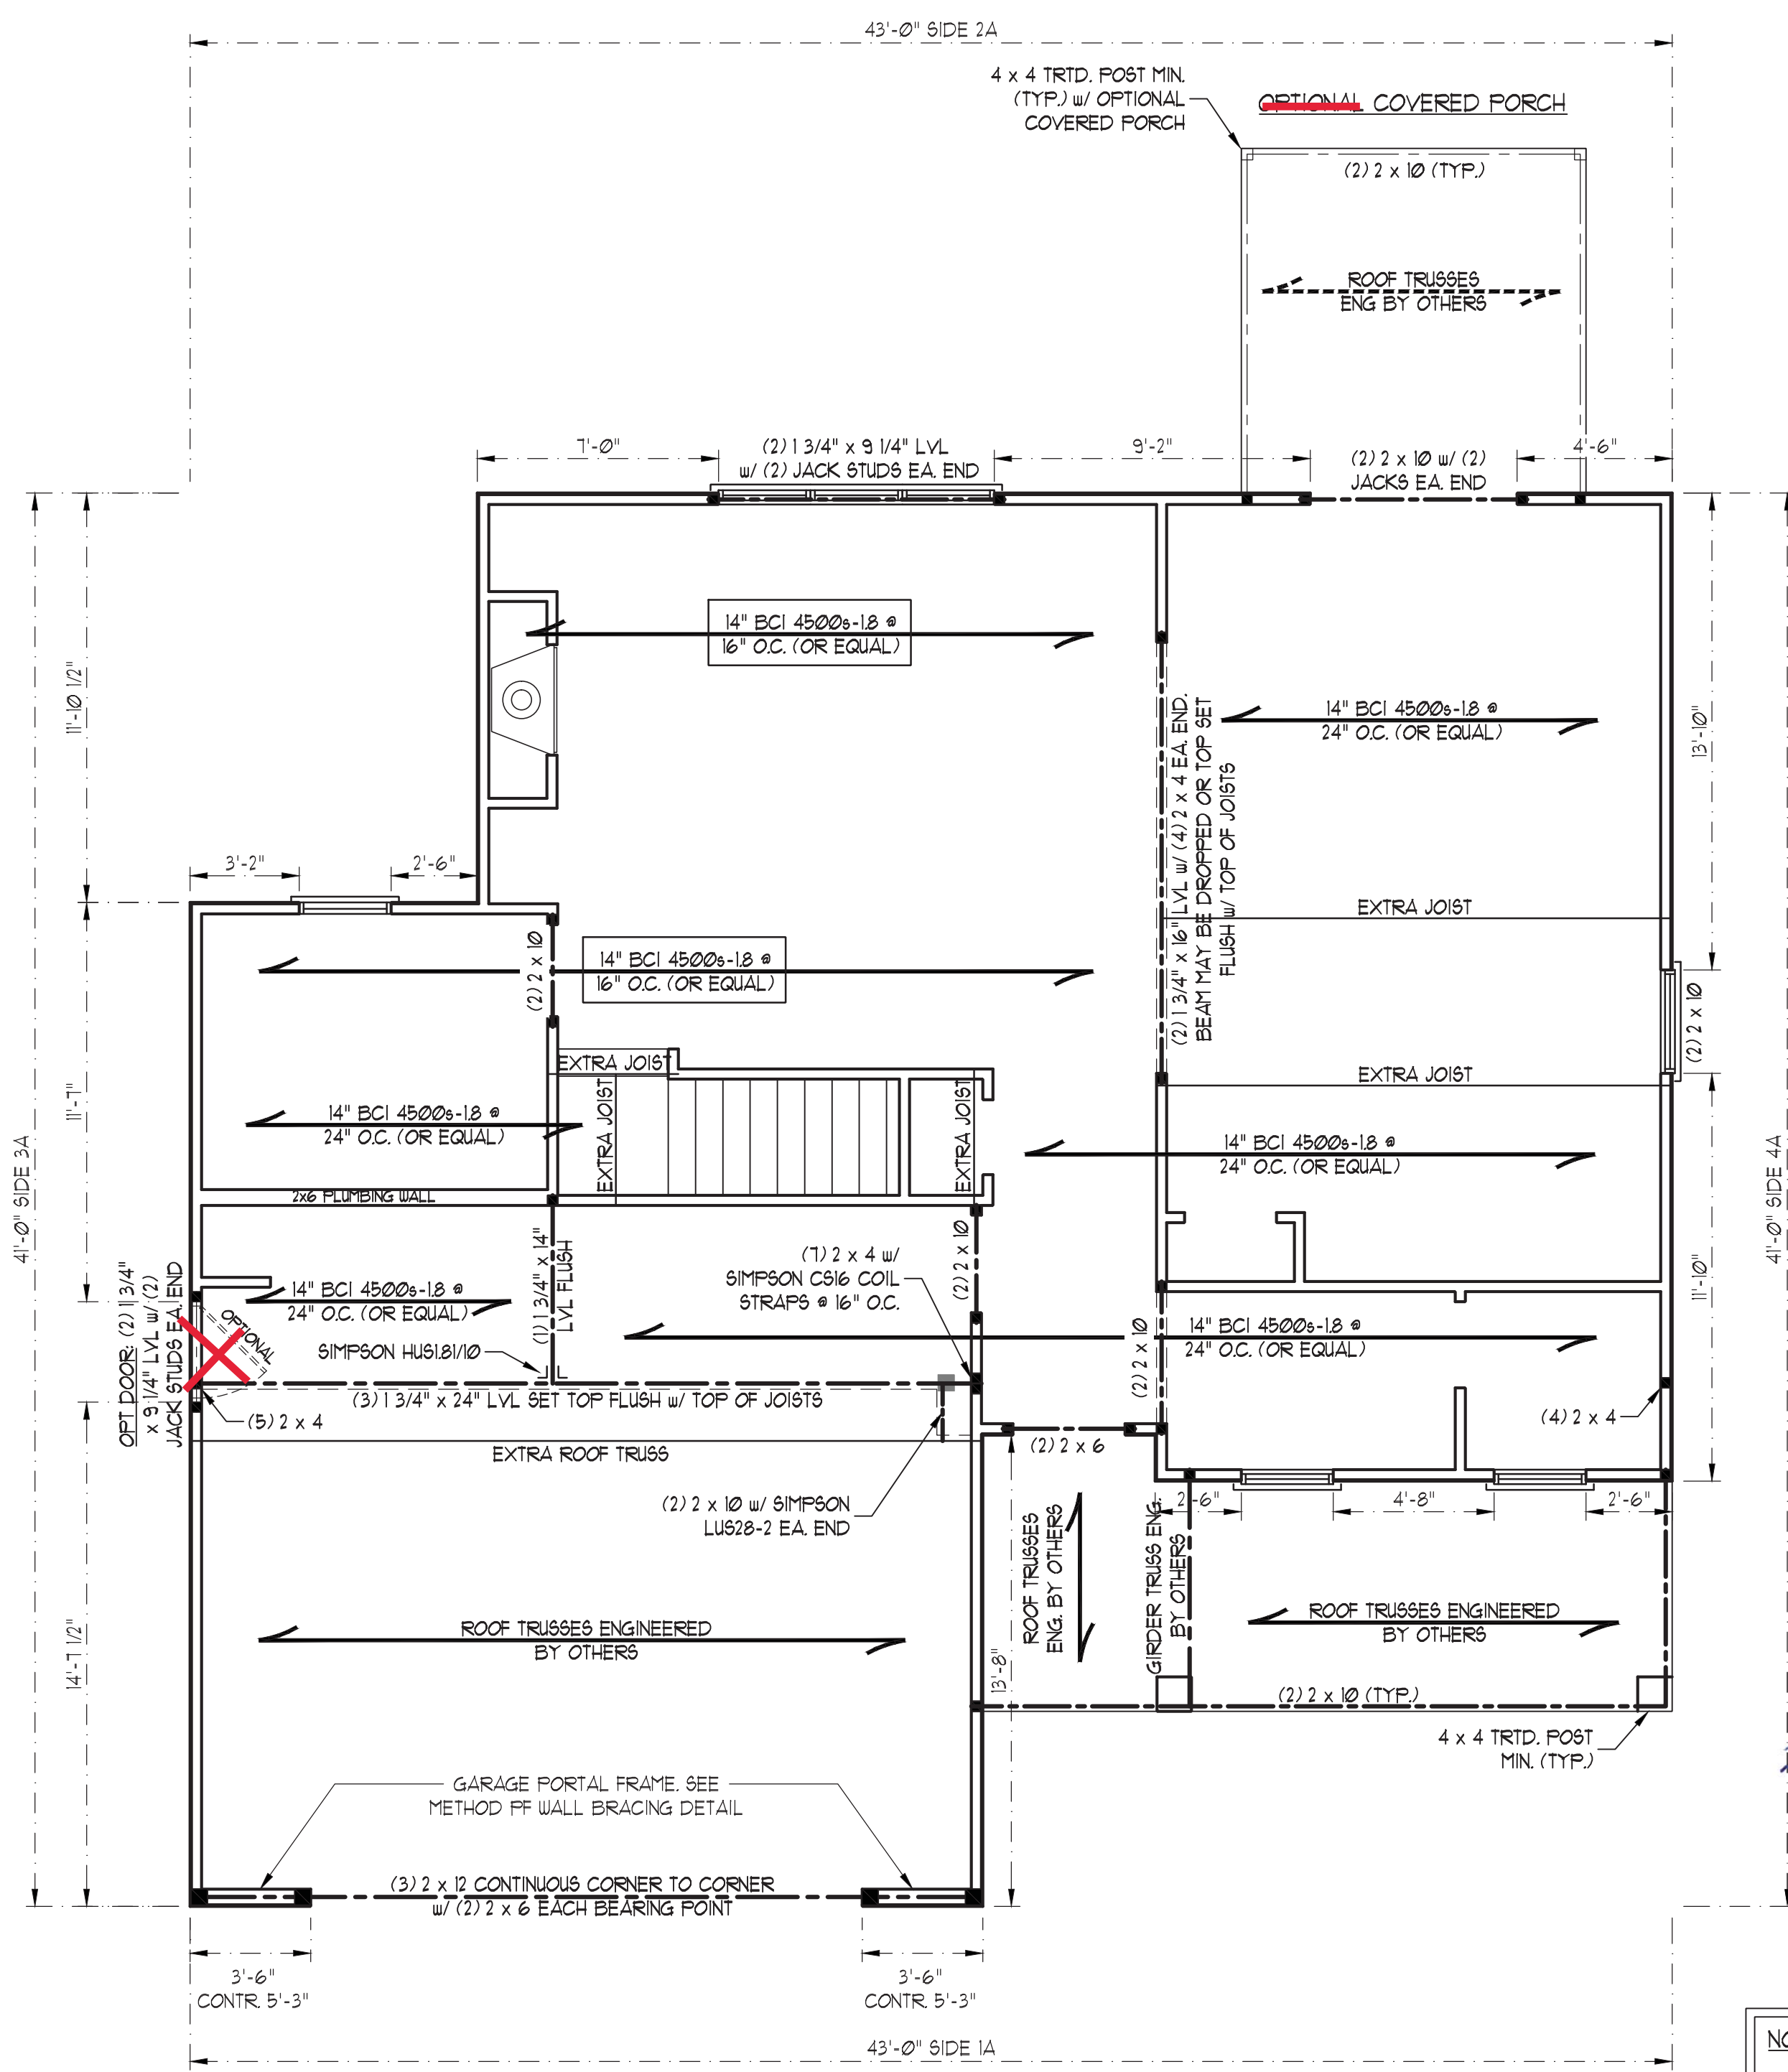 43'-0" SIDE 2A
4 x 4 TRTD. POST MIN.
(TYP.) w/ OPTIONAL
COVERED PORCH
OPTIONAL COVERED PORCH
(2) 2 x 10 (TYP.)
ROOF TRUSSES
ENG BY OTHERS
7'-0"
(2) 1 3/4" x 9 1/4" LVL
w/ (2) JACK STUDS EA. END
9'-2"
(2) 2 x 10 w/ (2)
JACKS EA. END
4'-6"
14" BCI 4500s-1.8 @
16" O.C. (OR EQUAL)
11'-10 1/2"
14" BCI 4500s-1.8 @
24" O.C. (OR EQUAL)
13'-10"
(2) 1 3/4" x 16" LVL w/ (4) 2 x 4 EA. END.
BEAM MAY BE DROPPED OR TOP SET
FLUSH w/ TOP OF JOISTS
3'-2"
2'-6"
EXTRA JOIST
(2) 2 x 10
14" BCI 4500s-1.8 @
16" O.C. (OR EQUAL)
(2) 2 x 10
EXTRA JOIST
EXTRA JOIST
11'-7"
14" BCI 4500s-1.8 @
24" O.C. (OR EQUAL)
EXTRA JOIST
EXTRA JOIST
14" BCI 4500s-1.8 @
24" O.C. (OR EQUAL)
41'-0" SIDE 3A
41'-0" SIDE 4A
2x6 PLUMBING WALL
(1) 1 3/4" x 14"
LVL FLUSH
(7) 2 x 4 w/
SIMPSON CS16 COIL
STRAPS @ 16" O.C.
(2) 2 x 10
11'-10"
OPT DOOR: (2) 1 3/4"
x 9 1/4" LVL w/ (2)
JACK STUDS EA. END
OPTIONAL
14" BCI 4500s-1.8 @
24" O.C. (OR EQUAL)
SIMPSON HUS1.81/10
14" BCI 4500s-1.8 @
24" O.C. (OR EQUAL)
(2) 2 x 10
(3) 1 3/4" x 24" LVL SET TOP FLUSH w/ TOP OF JOISTS
(5) 2 x 4
(4) 2 x 4
EXTRA ROOF TRUSS
(2) 2 x 6
(2) 2 x 10 w/ SIMPSON
LUS28-2 EA. END
2'-6"
4'-8"
2'-6"
ROOF TRUSSES
ENG. BY OTHERS
GIRDER TRUSS ENG.
BY OTHERS
ROOF TRUSSES ENGINEERED
BY OTHERS
ROOF TRUSSES ENGINEERED
BY OTHERS
14'-7 1/2"
13'-8"
(2) 2 x 10 (TYP.)
4 x 4 TRTD. POST
MIN. (TYP.)
GARAGE PORTAL FRAME. SEE
METHOD PF WALL BRACING DETAIL
(3) 2 x 12 CONTINUOUS CORNER TO CORNER
w/ (2) 2 x 6 EACH BEARING POINT
3'-6"
CONTR. 5'-3"
3'-6"
CONTR. 5'-3"
43'-0" SIDE 1A